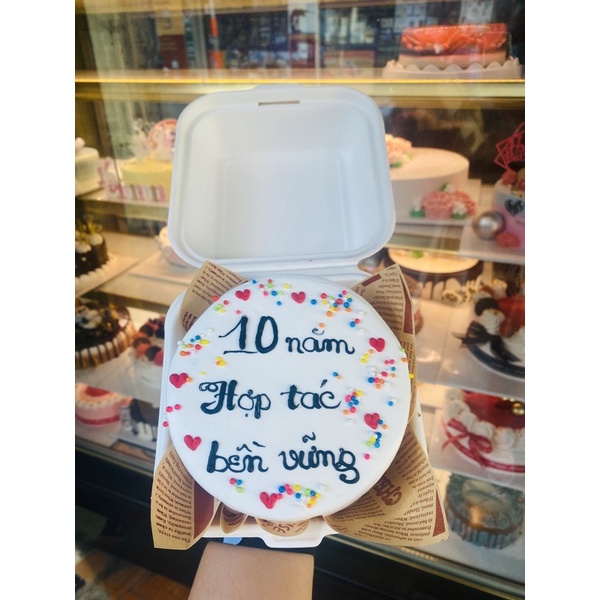 10 năm
Hợp tác
bền vững